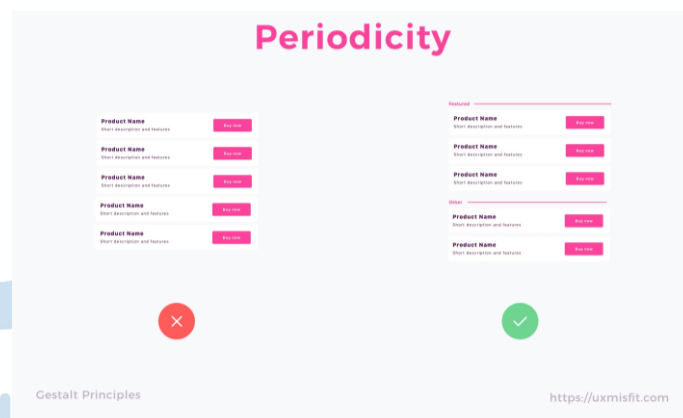 Periodicity
Product Name
Short description and features
Buy now
Product Name
Short description and features
Buy now
Product Name
Short description and features
Buy now
Product Name
Short description and features
Buy now
Product Name
Short description and features
Buy now
Featured
Product Name
Short description and features
Buy now
Product Name
Short description and features
Buy now
Product Name
Short description and features
Buy now
Other
Product Name
Short description and features
Buy now
Product Name
Short description and features
Buy now
Gestalt Principles
https://uxmisfit.com